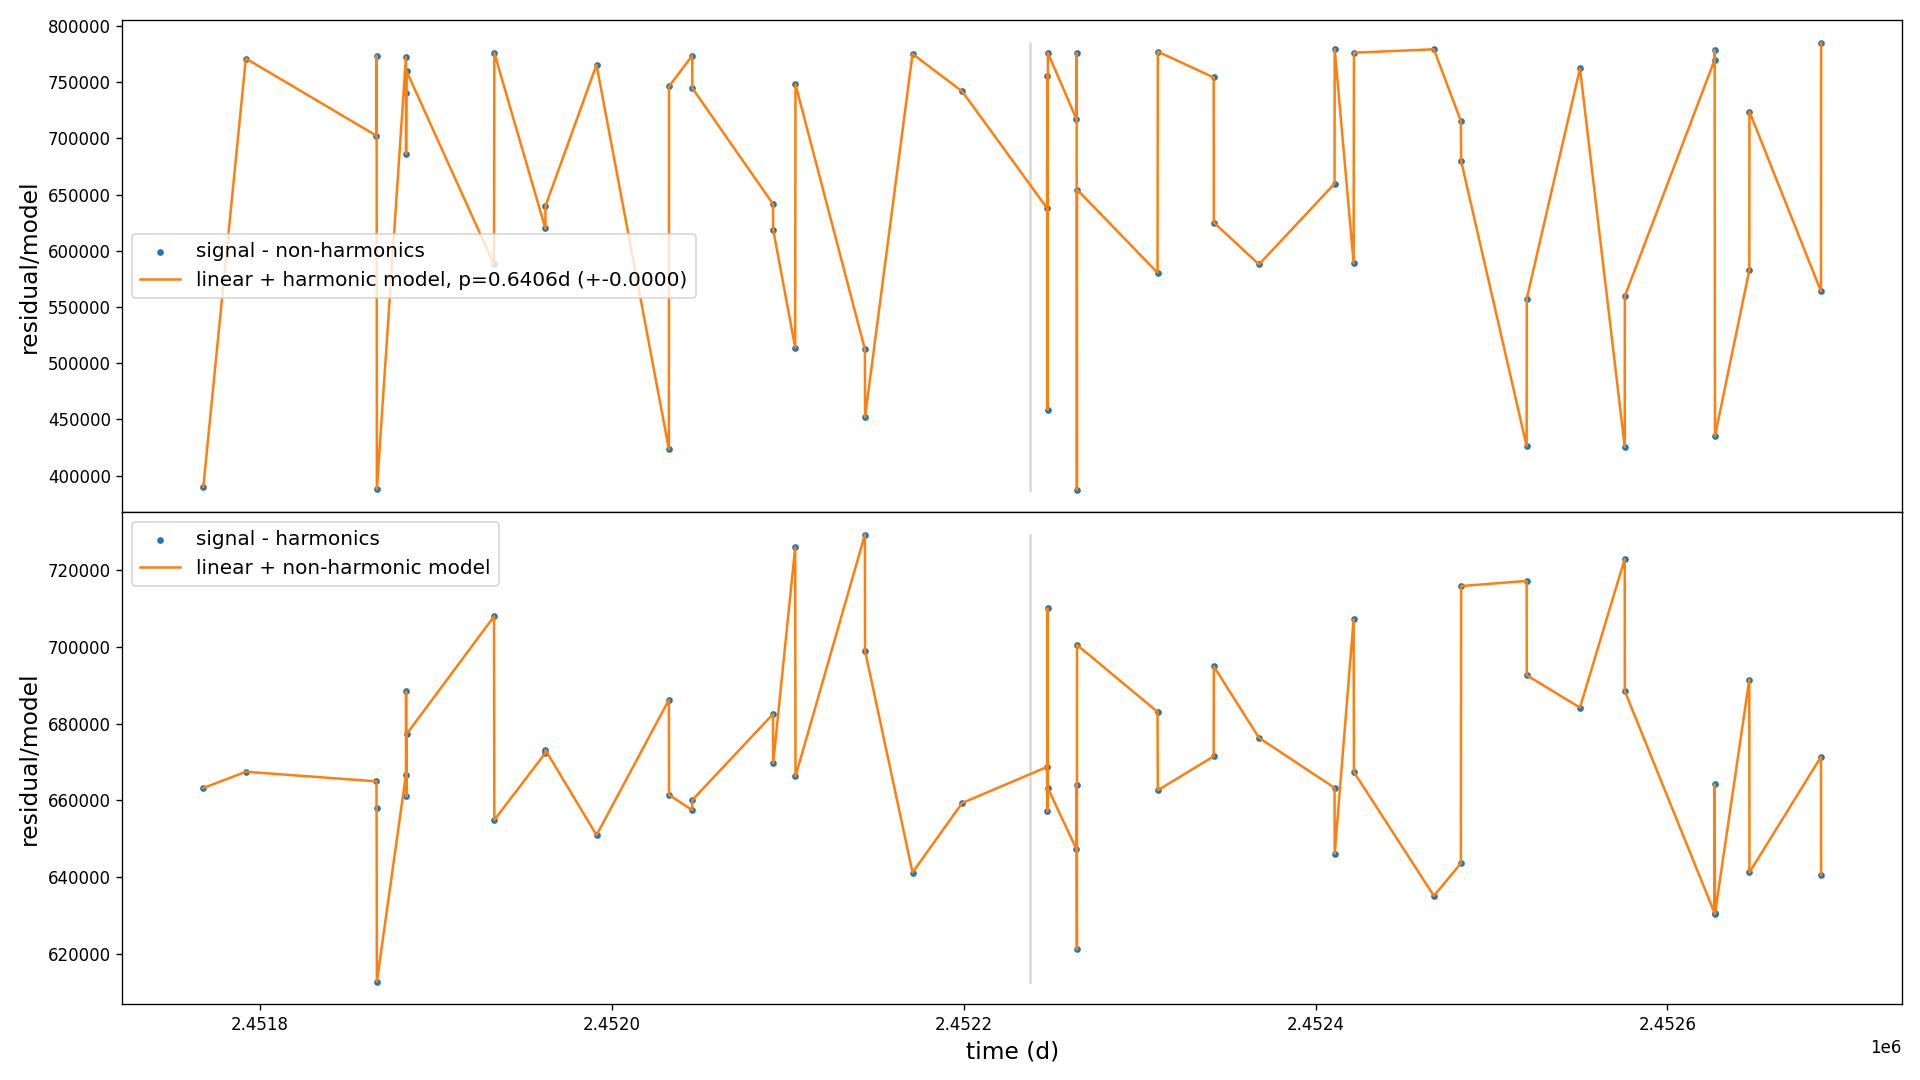 800000
750000
700000
650000
600000
550000
500000
450000
400000
residual/model
signal - non-harmonics
linear + harmonic model, p=0.6406d (+-0.0000)
signal - harmonics
linear + non-harmonic model
720000
700000
680000
660000
640000
620000
residual/model
2.4518 2.4520 2.4522 2.4524 2.4526
time (d)
1e6